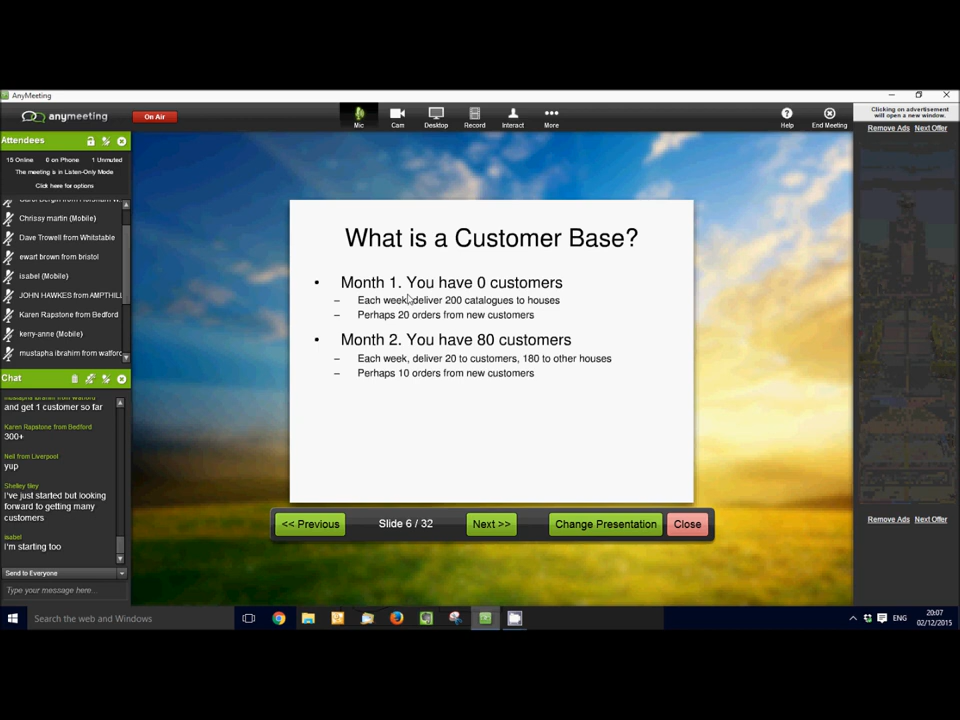 AnyMeeting
anymeeting
On Air
Mic
Cam
Desktop
Record
Interact
More
Help
End Meeting
Clicking on advertisement
will open a new window.
Remove Ads Next Offer
Attendees
15 Online 0 on Phone 1 Unmuted
The meeting is in Listen-Only Mode
Click here for options
Chrissy martin (Mobile)
Dave Trowell from Whitstable
ewart brown from bristol
isabel (Mobile)
JOHN HAWKES from AMPTHILL
Karen Rapstone from Bedford
kerry-anne (Mobile)
mustapha ibrahim from watford
Chat
mustapha ibrahim from watford
and get 1 customer so far
Karen Rapstone from Bedford
300+
Neil from Liverpool
yup
Shelley tiley
I've just started but looking
forward to getting many
customers
isabel
I'm starting too
Send to Everyone
Type your message here...
What is a Customer Base?
• Month 1. You have 0 customers
– Each week, deliver 200 catalogues to houses
– Perhaps 20 orders from new customers
• Month 2. You have 80 customers
– Each week, deliver 20 to customers, 180 to other houses
– Perhaps 10 orders from new customers
<< Previous
Slide 6 / 32
Next >>
Change Presentation
Close
Remove Ads Next Offer
Search the web and Windows
ENG
20:07
02/12/2015